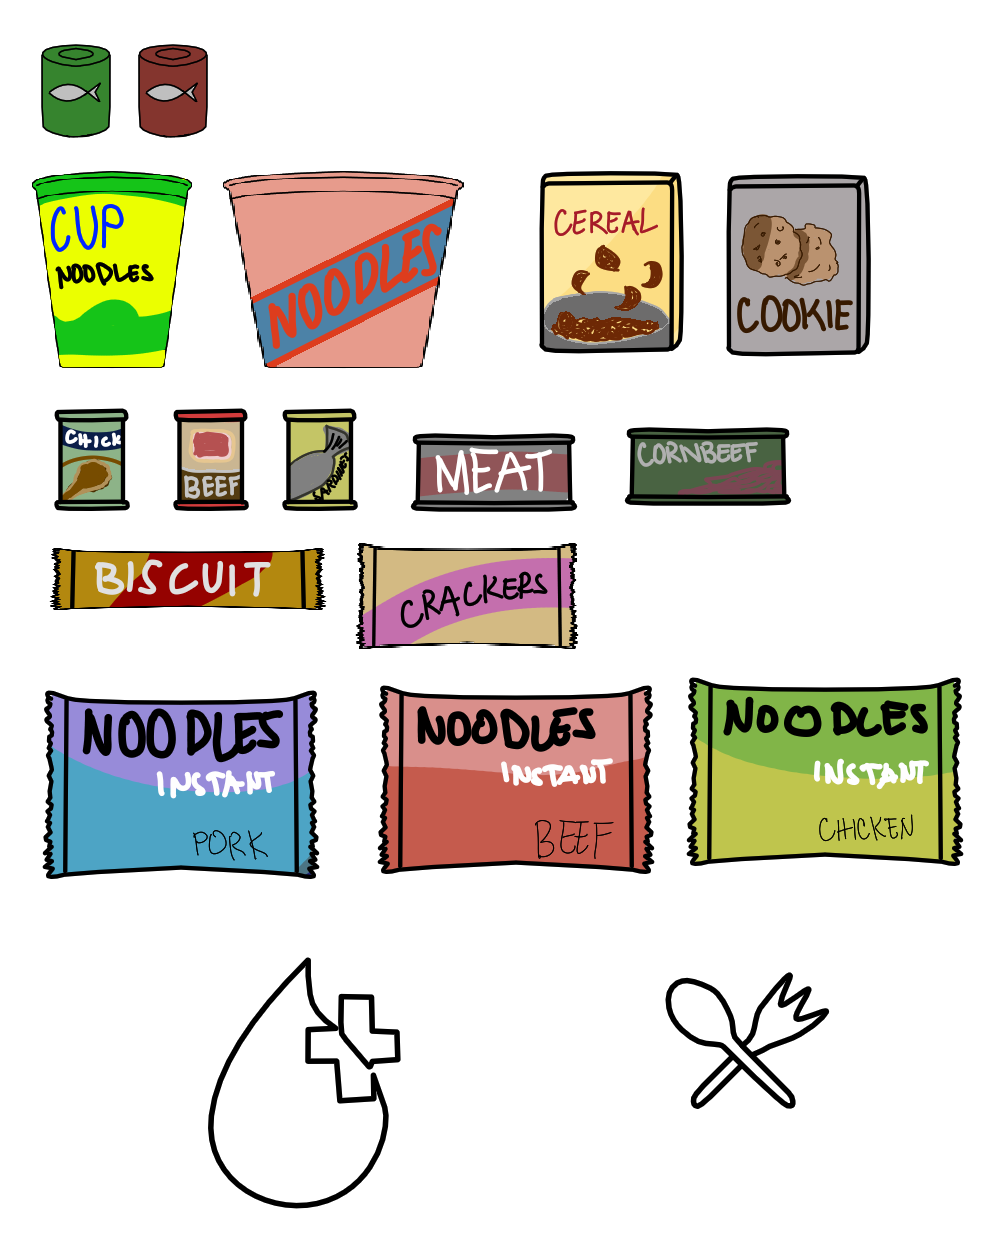 CUP
NOODLES
NOODLES
CEREAL
COOKIE
CHICK
BEEF
SARDINES
MEAT
CORNBEEF
BISCUIT
CRACKERS
NOODLES
INSTANT
PORK
NOODLES
INSTANT
BEEF
NOODLES
INSTANT
CHICKEN